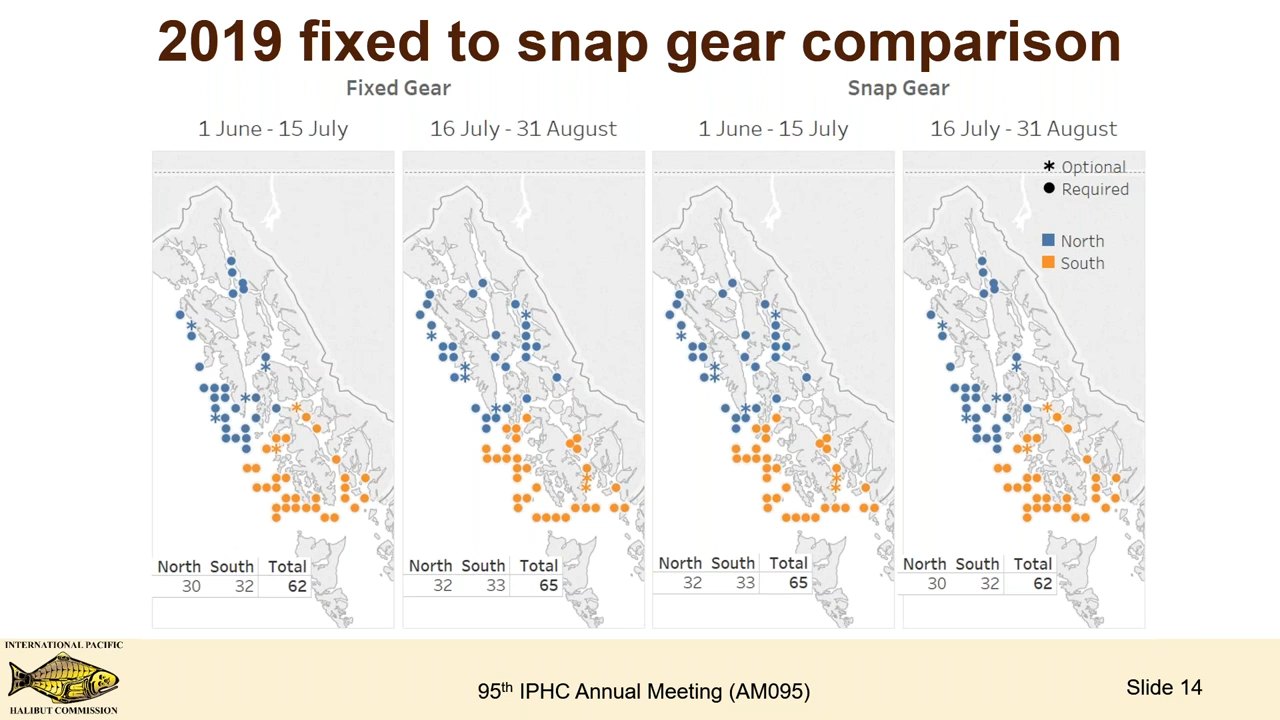 2019 fixed to snap gear comparison
Fixed Gear
Snap Gear
1 June - 15 July
16 July - 31 August
1 June - 15 July
16 July - 31 August
* Optional
Required
North
South
North South Total
30 32 62
North South Total
32 33 65
North South Total
32 33 65
North South Total
30 32 62
INTERNATIONAL PACIFIC
HALIBUT COMMISSION
95th IPHC Annual Meeting (AM095)
Slide 14